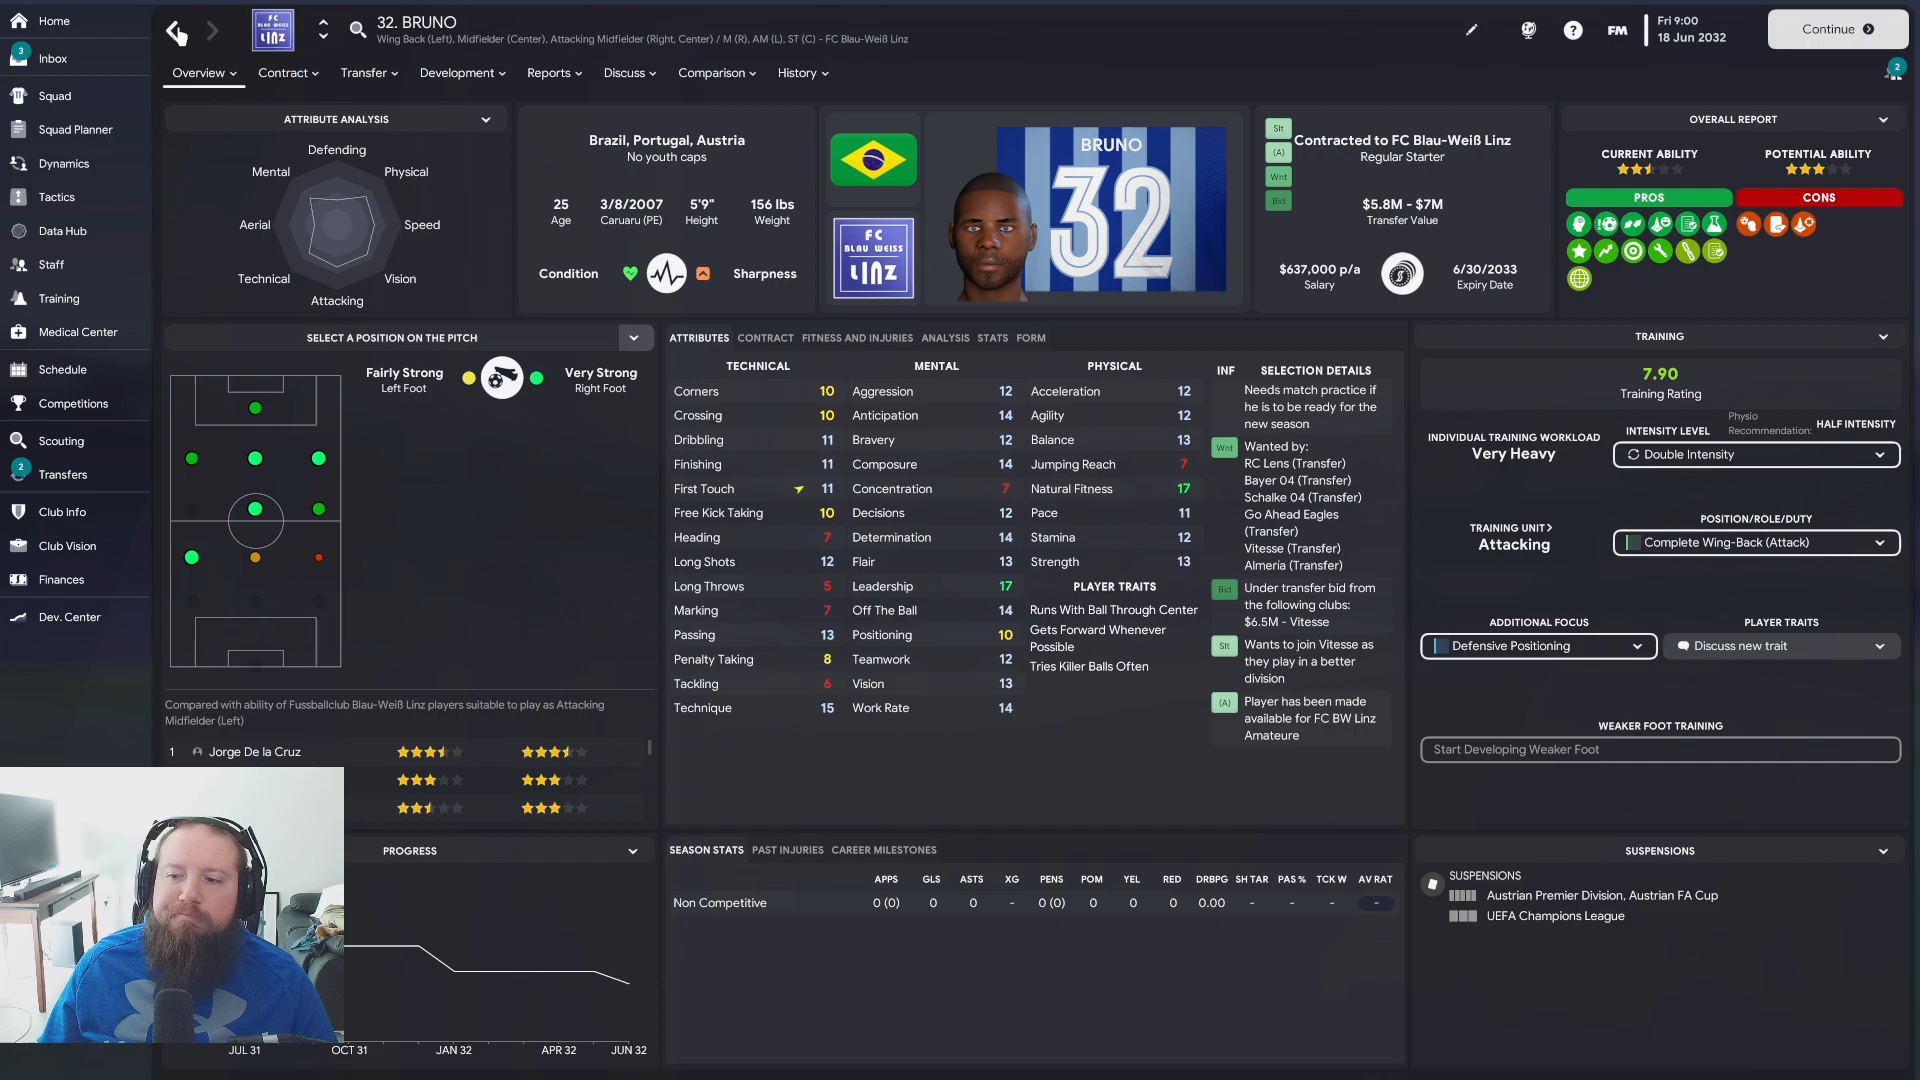 Home
3
Inbox
Squad
Squad Planner
Dynamics
Tactics
Data Hub
Staff
Training
Medical Center
Schedule
Competitions
Scouting
2
Transfers
Club Info
Club Vision
Finances
Dev. Center
FC
BLAU WEISS
LINZ
32. BRUNO
Wing Back (Left), Midfielder (Center), Attacking Midfielder (Right, Center) / M (R), AM (L), ST (C) - FC Blau-Weiß Linz
FM
Fri 9:00
18 Jun 2032
Continue
Overview
Contract
Transfer
Development
Reports
Discuss
Comparison
History
2
ATTRIBUTE ANALYSIS
Defending
Mental
Physical
Aerial
Speed
Technical
Vision
Attacking
Brazil, Portugal, Austria
No youth caps
25
Age
3/8/2007
Caruaru (PE)
5'9"
Height
156 lbs
Weight
Condition
Sharpness
FC
BLAU WEISS
LINZ
BRUNO
32
Slt
(A)
Wnt
Bid
Contracted to FC Blau-Weiß Linz
Regular Starter
$5.8M - $7M
Transfer Value
$637,000 p/a
Salary
6/30/2033
Expiry Date
OVERALL REPORT
CURRENT ABILITY
POTENTIAL ABILITY
PROS
CONS
SELECT A POSITION ON THE PITCH
Fairly Strong
Left Foot
Very Strong
Right Foot
Compared with ability of Fussballclub Blau-Weiß Linz players suitable to play as Attacking
Midfielder (Left)
1 Jorge De la Cruz
PROGRESS
JUL 31
OCT 31
JAN 32
APR 32
JUN 32
ATTRIBUTES
CONTRACT
FITNESS AND INJURIES
ANALYSIS
STATS
FORM
TECHNICAL
Corners 10
Crossing 10
Dribbling 11
Finishing 11
First Touch 11
Free Kick Taking 10
Heading 7
Long Shots 12
Long Throws 5
Marking 7
Passing 13
Penalty Taking 8
Tackling 6
Technique 15
MENTAL
Aggression 12
Anticipation 14
Bravery 12
Composure 14
Concentration 7
Decisions 12
Determination 14
Flair 13
Leadership 17
Off The Ball 14
Positioning 10
Teamwork 12
Vision 13
Work Rate 14
PHYSICAL
Acceleration 12
Agility 12
Balance 13
Jumping Reach 7
Natural Fitness 17
Pace 11
Stamina 12
Strength 13
PLAYER TRAITS
Runs With Ball Through Center
Gets Forward Whenever
Possible
Tries Killer Balls Often
INF
SELECTION DETAILS
Needs match practice if
he is to be ready for the
new season
Wnt
Wanted by:
RC Lens (Transfer)
Bayer 04 (Transfer)
Schalke 04 (Transfer)
Go Ahead Eagles
(Transfer)
Vitesse (Transfer)
Almeria (Transfer)
Bid
Under transfer bid from
the following clubs:
$6.5M - Vitesse
Slt
Wants to join Vitesse as
they play in a better
division
(A)
Player has been made
available for FC BW Linz
Amateure
TRAINING
7.90
Training Rating
INDIVIDUAL TRAINING WORKLOAD
Very Heavy
INTENSITY LEVEL
Physio
Recommendation:
HALF INTENSITY
Double Intensity
TRAINING UNIT>
Attacking
POSITION/ROLE/DUTY
Complete Wing-Back (Attack)
ADDITIONAL FOCUS
Defensive Positioning
PLAYER TRAITS
Discuss new trait
WEAKER FOOT TRAINING
Start Developing Weaker Foot
SEASON STATS
PAST INJURIES
CAREER MILESTONES
APPS GLS ASTS XG PENS POM YEL RED DRBPG SH TAR PAS % TCK W AV RAT
Non Competitive 0 (0) 0 0 - 0 (0) 0 0 0 0.00 - - - -
SUSPENSIONS
SUSPENSIONS
Austrian Premier Division, Austrian FA Cup
UEFA Champions League